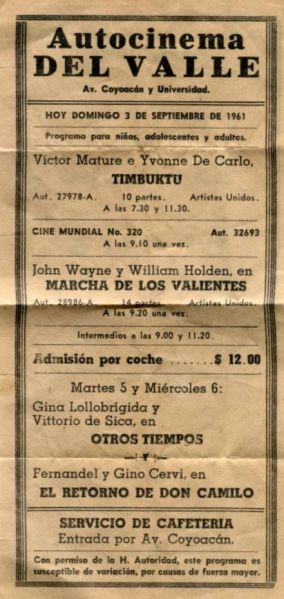 Autocinema
DEL VALLE
Av. Coyoacán y Universidad.
HOY DOMINGO 3 DE SEPTIEMBRE DE 1961
Programa para niños, adolescentes y adultos.
Víctor Mature e Yvonne De Carlo,
TIMBUKTU
Aut. 27978-A. 10 partes. Artistas Unidos.
A las 7.30 y 11.30.
CINE MUNDIAL No. 320 Aut. 32693
A las 9.10 una vez.
John Wayne y William Holden, en
MARCHA DE LOS VALIENTES
Aut. 28986-A. 14 partes. Artistas Unidos.
A las 9.20 una vez.
Intermedios a las 9.00 y 11.20.
Admisión por coche ....... $ 12.00
Martes 5 y Miércoles 6:
Gina Lollobrígida y
Vittorio de Sica, en
OTROS TIEMPOS
Y
Fernandel y Gino Cervi, en
EL RETORNO DE DON CAMILO
SERVICIO DE CAFETERIA
Entrada por Av. Coyoacán.
Con permiso de la H. Autoridad, este programa es
susceptible de variación, por causas de fuerza mayor.